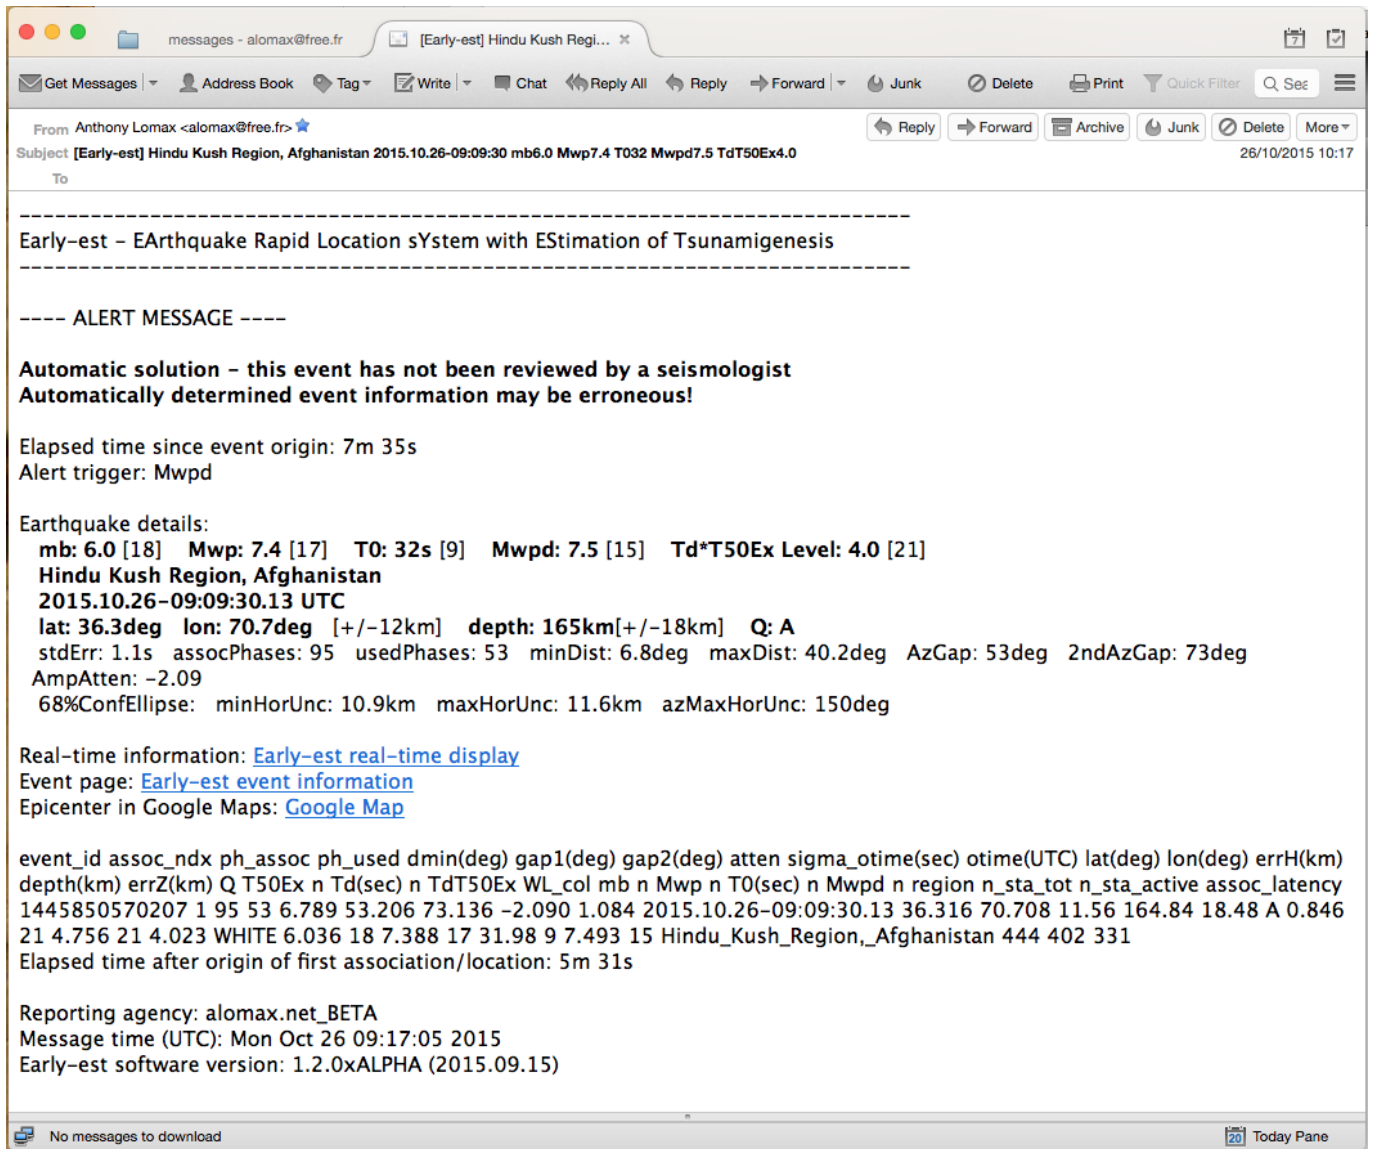 messages - alomax@free.fr
[Early-est] Hindu Kush Regi... ×
7
Get Messages
Address Book
Tag
Write
Chat
Reply All
Reply
Forward
Junk
Delete
Print
Quick Filter
From Anthony Lomax <alomax@free.fr>
Reply
Forward
Archive
Junk
Delete
More
Subject [Early-est] Hindu Kush Region, Afghanistan 2015.10.26-09:09:30 mb6.0 Mwp7.4 T032 Mwpd7.5 TdT50Ex4.0
26/10/2015 10:17
To
---------------------------------------------------------------------------
Early-est - EArthquake Rapid Location sYstem with EStimation of Tsunamigenesis
---------------------------------------------------------------------------
---- ALERT MESSAGE ----
Automatic solution - this event has not been reviewed by a seismologist
Automatically determined event information may be erroneous!
Elapsed time since event origin: 7m 35s
Alert trigger: Mwpd
Earthquake details:
mb: 6.0 [18] Mwp: 7.4 [17] T0: 32s [9] Mwpd: 7.5 [15] Td*T50Ex Level: 4.0 [21]
Hindu Kush Region, Afghanistan
2015.10.26-09:09:30.13 UTC
lat: 36.3deg lon: 70.7deg [+/-12km] depth: 165km[+/-18km] Q: A
stdErr: 1.1s assocPhases: 95 usedPhases: 53 minDist: 6.8deg maxDist: 40.2deg AzGap: 53deg 2ndAzGap: 73deg
AmpAtten: -2.09
68%ConfEllipse: minHorUnc: 10.9km maxHorUnc: 11.6km azMaxHorUnc: 150deg
Real-time information: Early-est real-time display
Event page: Early-est event information
Epicenter in Google Maps: Google Map
event_id assoc_ndx ph_assoc ph_used dmin(deg) gap1(deg) gap2(deg) atten sigma_otime(sec) otime(UTC) lat(deg) lon(deg) errH(km)
depth(km) errZ(km) Q T50Ex n Td(sec) n TdT50Ex WL_col mb n Mwp n T0(sec) n Mwpd n region n_sta_tot n_sta_active assoc_latency
1445850570207 1 95 53 6.789 53.206 73.136 -2.090 1.084 2015.10.26-09:09:30.13 36.316 70.708 11.56 164.84 18.48 A 0.846
21 4.756 21 4.023 WHITE 6.036 18 7.388 17 31.98 9 7.493 15 Hindu_Kush_Region,_Afghanistan 444 402 331
Elapsed time after origin of first association/location: 5m 31s
Reporting agency: alomax.net_BETA
Message time (UTC): Mon Oct 26 09:17:05 2015
Early-est software version: 1.2.0xALPHA (2015.09.15)
No messages to download
20 Today Pane